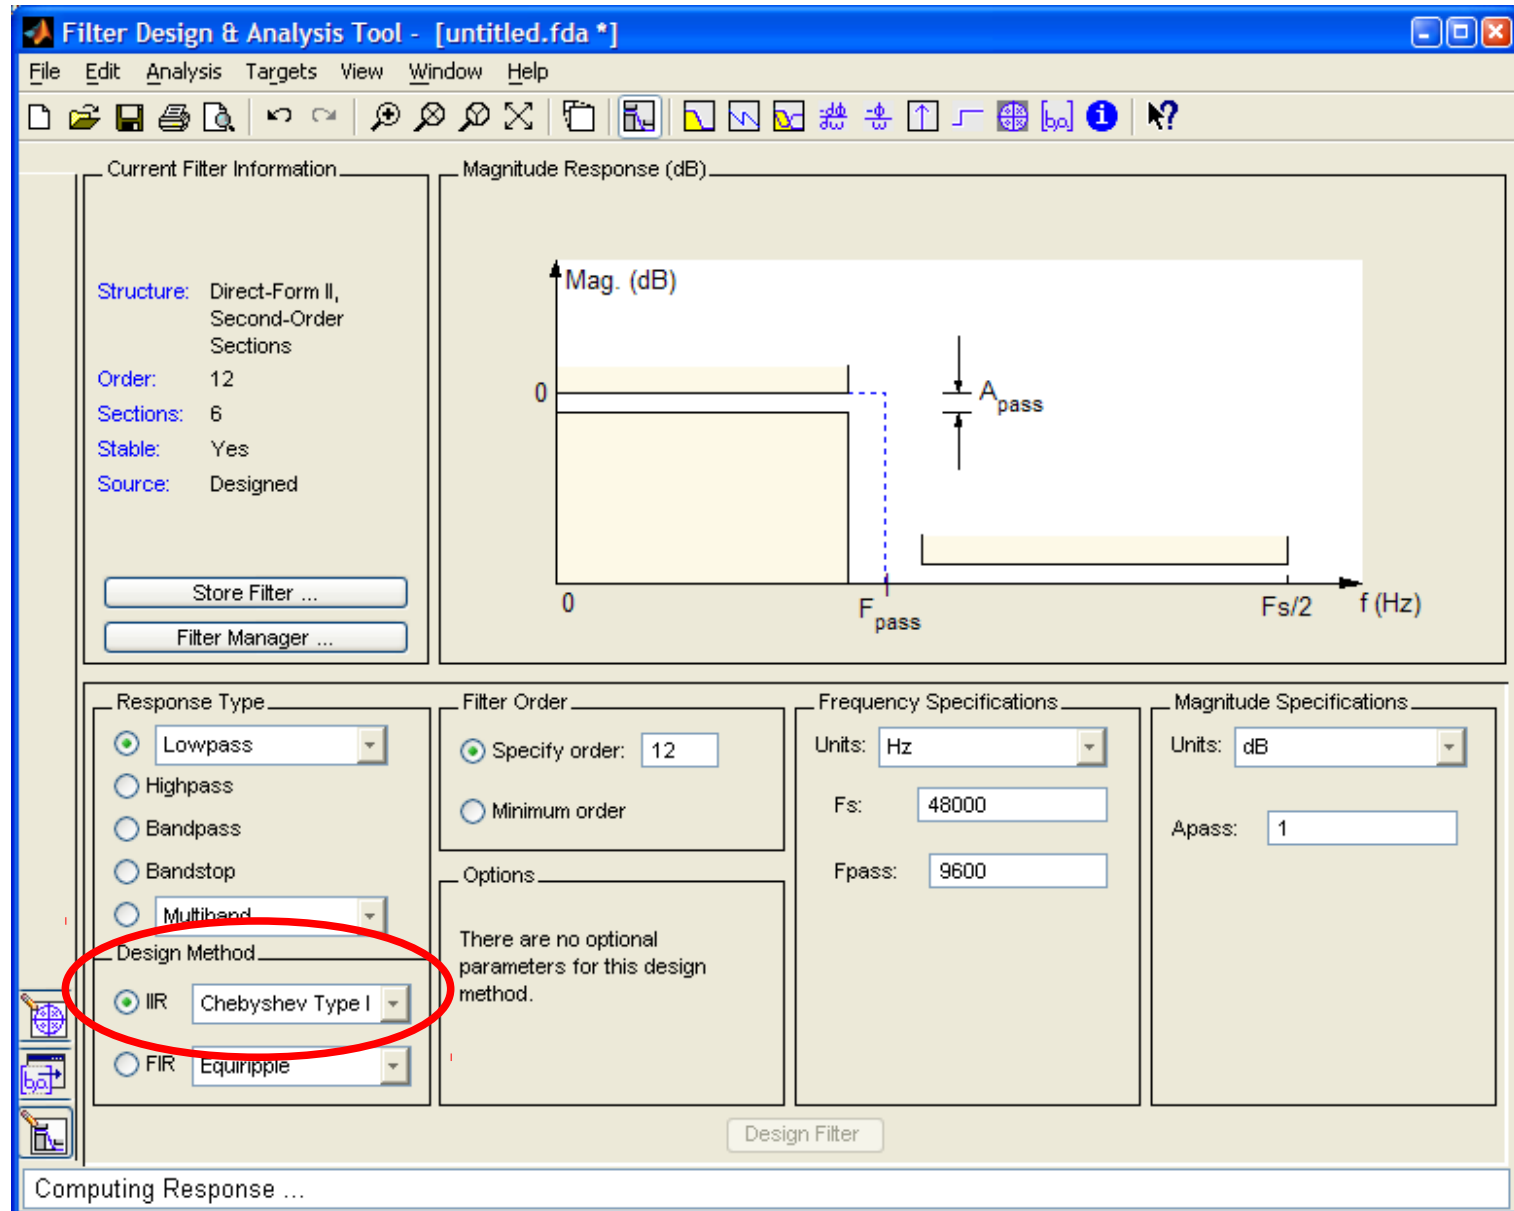 Filter Design & Analysis Tool - [untitled.fda *]
File Edit Analysis Targets View Window Help
Current Filter Information
Structure: Direct-Form II,
Second-Order
Sections
Order: 12
Sections: 6
Stable: Yes
Source: Designed
Store Filter ...
Filter Manager ...
Magnitude Response (dB)
Mag. (dB)
0
A pass
0
F pass
Fs/2
f (Hz)
Response Type
Lowpass
Highpass
Bandpass
Bandstop
Multiband
Design Method
IIR Chebyshev Type I
FIR Equiripple
Filter Order
Specify order: 12
Minimum order
Options
There are no optional
parameters for this design
method.
Frequency Specifications
Units: Hz
Fs: 48000
Fpass: 9600
Magnitude Specifications
Units: dB
Apass: 1
Design Filter
Computing Response ...